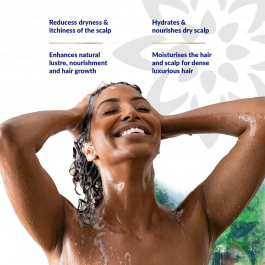 Reducess dryness &
itchiness of the scalp
Enhances natural
lustre, nourishment
and hair growth
Hydrates &
nourishes dry scalp
Moisturises the hair
and scalp for dense
luxurious hair